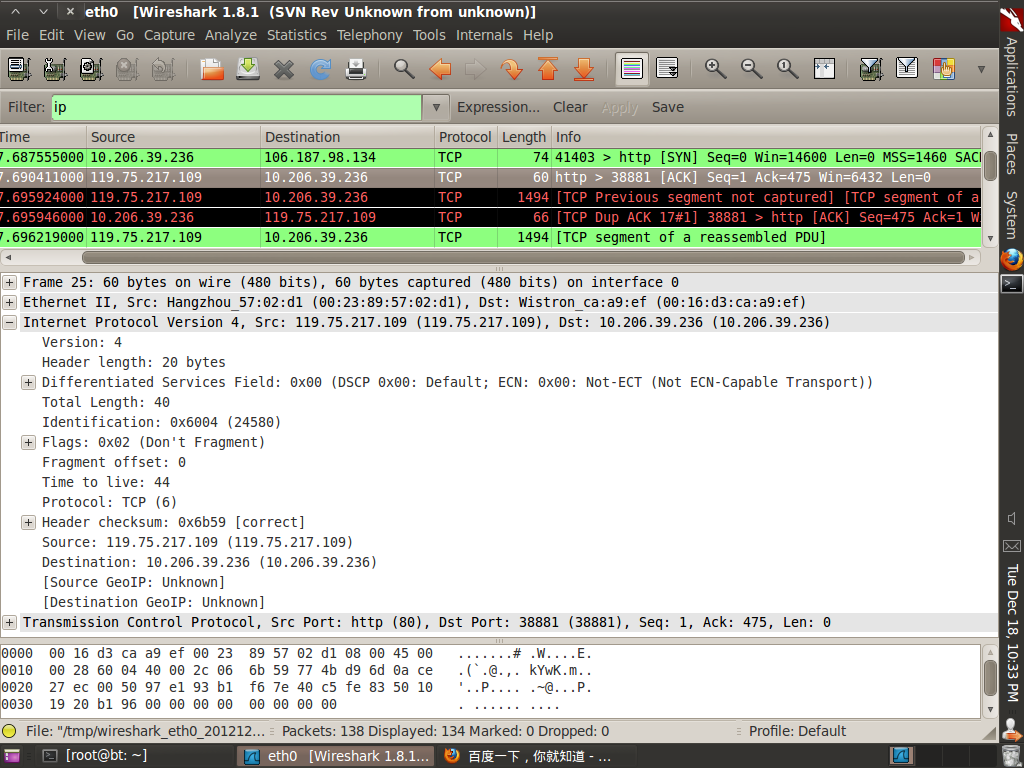 eth0   [Wireshark 1.8.1  (SVN Rev Unknown from unknown)]
File Edit View Go Capture Analyze Statistics Telephony Tools Internals Help
Filter: ip Expression... Clear Apply Save
Time Source Destination Protocol Length Info
7.687555000 10.206.39.236 106.187.98.134 TCP 74 41403 > http [SYN] Seq=0 Win=14600 Len=0 MSS=1460 SAC
7.690411000 119.75.217.109 10.206.39.236 TCP 60 http > 38881 [ACK] Seq=1 Ack=475 Win=6432 Len=0
7.695924000 119.75.217.109 10.206.39.236 TCP 1494 [TCP Previous segment not captured] [TCP segment of a
7.695946000 10.206.39.236 119.75.217.109 TCP 66 [TCP Dup ACK 17#1] 38881 > http [ACK] Seq=475 Ack=1 W
7.696219000 119.75.217.109 10.206.39.236 TCP 1494 [TCP segment of a reassembled PDU]
Frame 25: 60 bytes on wire (480 bits), 60 bytes captured (480 bits) on interface 0
Ethernet II, Src: Hangzhou_57:02:d1 (00:23:89:57:02:d1), Dst: Wistron_ca:a9:ef (00:16:d3:ca:a9:ef)
Internet Protocol Version 4, Src: 119.75.217.109 (119.75.217.109), Dst: 10.206.39.236 (10.206.39.236)
Version: 4
Header length: 20 bytes
Differentiated Services Field: 0x00 (DSCP 0x00: Default; ECN: 0x00: Not-ECT (Not ECN-Capable Transport))
Total Length: 40
Identification: 0x6004 (24580)
Flags: 0x02 (Don't Fragment)
Fragment offset: 0
Time to live: 44
Protocol: TCP (6)
Header checksum: 0x6b59 [correct]
Source: 119.75.217.109 (119.75.217.109)
Destination: 10.206.39.236 (10.206.39.236)
[Source GeoIP: Unknown]
[Destination GeoIP: Unknown]
Transmission Control Protocol, Src Port: http (80), Dst Port: 38881 (38881), Seq: 1, Ack: 475, Len: 0
0000  00 16 d3 ca a9 ef 00 23  89 57 02 d1 08 00 45 00   .......# .W....E.
0010  00 28 60 04 40 00 2c 06  6b 59 77 4b d9 6d 0a ce   .(`.@.,. kYwK.m..
0020  27 ec 00 50 97 e1 93 b1  f6 7e 40 c5 fe 83 50 10   '..P.... .~@...P.
0030  19 20 b1 96 00 00 00 00  00 00 00 00   . ...... ....
File: "/tmp/wireshark_eth0_201212... Packets: 138 Displayed: 134 Marked: 0 Dropped: 0 Profile: Default
[root@bt: ~] eth0   [Wireshark 1.8.1... 百度一下，你就知道 - ...
Applications
Places
System
Tue Dec 18, 10:33 PM